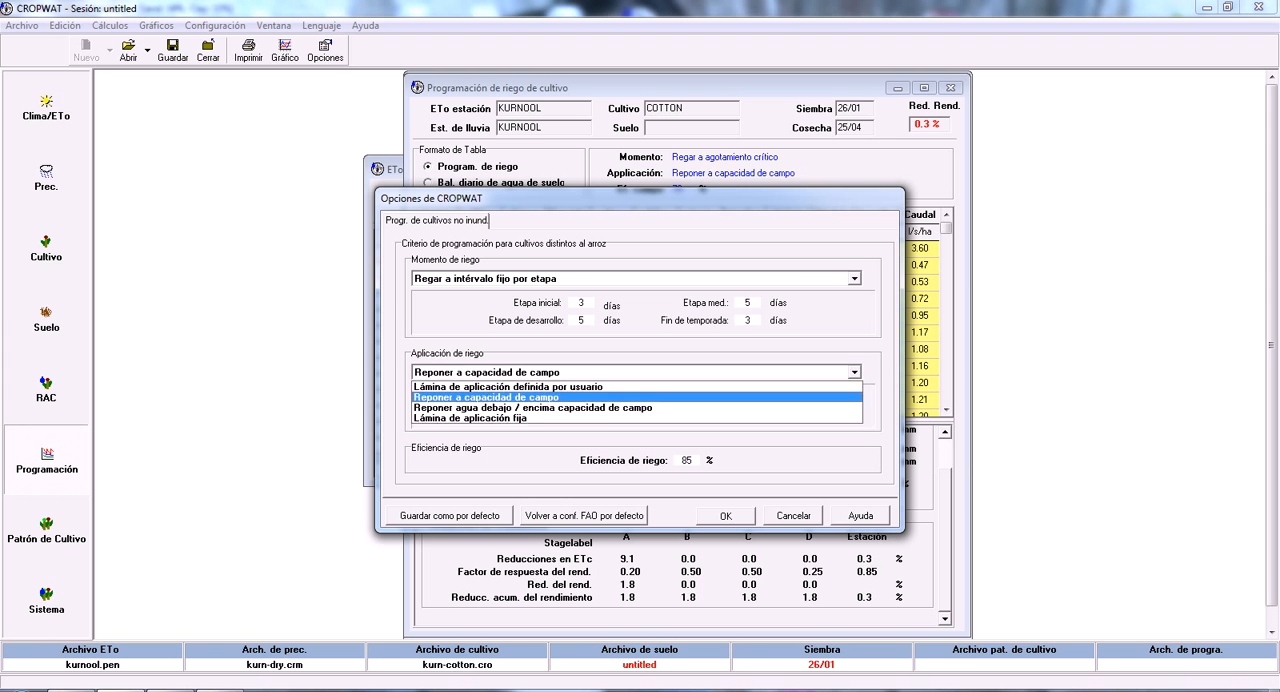 CROPWAT - Sesión: untitled
Archivo Edición Cálculos Gráficos Configuración Ventana Lenguaje Ayuda
Nuevo Abrir Guardar Cerrar Imprimir Gráfico Opciones
Clima/ETo
Prec.
Cultivo
Suelo
RAC
Programación
Patrón de Cultivo
Sistema
Programación de riego de cultivo
ETo estación KURNOOL Cultivo COTTON Siembra 26/01 Red. Rend.
Est. de lluvia KURNOOL Suelo Cosecha 25/04 0.3 %
Formato de Tabla
Program. de riego
Bal. diario de agua de suelo
Momento: Regar a agotamiento crítico
Applicación: Reponer a capacidad de campo
ETo
Opciones de CROPWAT
Progr. de cultivos no inund.
Criterio de programación para cultivos distintos al arroz
Momento de riego
Regar a intérvalo fijo por etapa
Etapa inicial: 3 días Etapa med.: 5 días
Etapa de desarrollo: 5 días Fin de temporada: 3 días
Aplicación de riego
Reponer a capacidad de campo
Lámina de aplicación definida por usuario
Reponer a capacidad de campo
Reponer agua debajo / encima capacidad de campo
Lámina de aplicación fija
Eficiencia de riego
Eficiencia de riego: 85 %
Guardar como por defecto Volver a conf. FAO por defecto OK Cancelar Ayuda
Caudal
l/s/ha
3.60
0.47
0.53
0.72
0.95
1.17
1.08
1.16
1.20
1.21
1.20
mm
mm
mm
%
Stagelabel A B C D Estación
Reducciones en ETc 9.1 0.0 0.0 0.0 0.3 %
Factor de respuesta del rend. 0.20 0.50 0.50 0.25 0.85
Red. del rend. 1.8 0.0 0.0 0.0 %
Reducc. acum. del rendimiento 1.8 1.8 1.8 1.8 0.3 %
Archivo ETo Arch. de prec. Archivo de cultivo Archivo de suelo Siembra Archivo pat. de cultivo Arch. de progra.
kurnool.pen kurn-dry.crm kurn-cotton.cro untitled 26/01